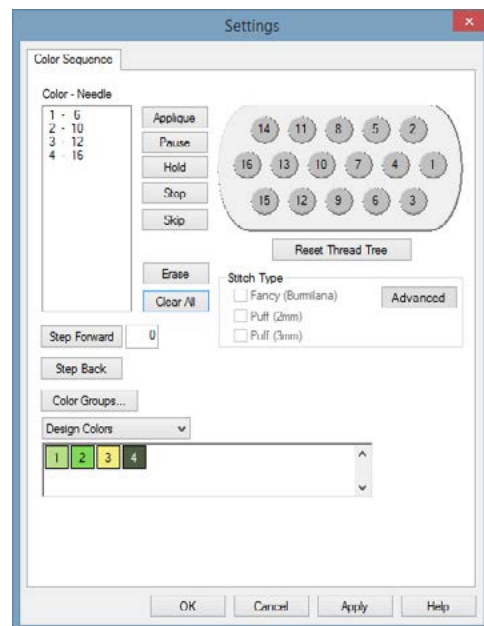 Settings
Color Sequence
Color - Needle
1 - 6
2 - 10
3 - 12
4 - 16
Applique
Pause
Hold
Stop
Skip
Erase
Clear All
14 11 8 5 2
16 13 10 7 4 1
15 12 9 6 3
Reset Thread Tree
Stitch Type
Fancy (Burmilana)
Puff (2mm)
Puff (3mm)
Advanced
Step Forward 0
Step Back
Color Groups...
Design Colors
1 2 3 4
OK Cancel Apply Help